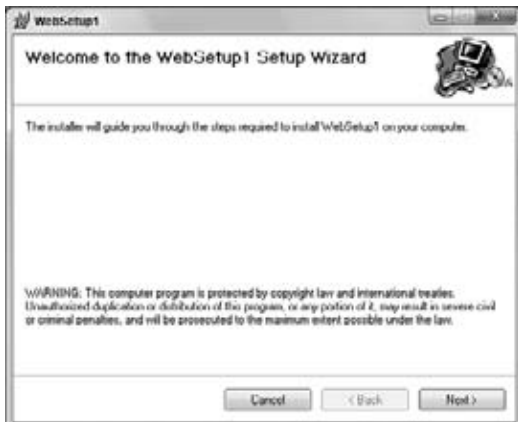 WebSetup1
Welcome to the WebSetup1 Setup Wizard
The installer will guide you through the steps required to install WebSetup1 on your computer.
WARNING: This computer program is protected by copyright law and international treaties.
Unauthorized duplication or distribution of this program, or any portion of it, may result in severe civil
or criminal penalties, and will be prosecuted to the maximum extent possible under the law.
Cancel
< Back
Next >